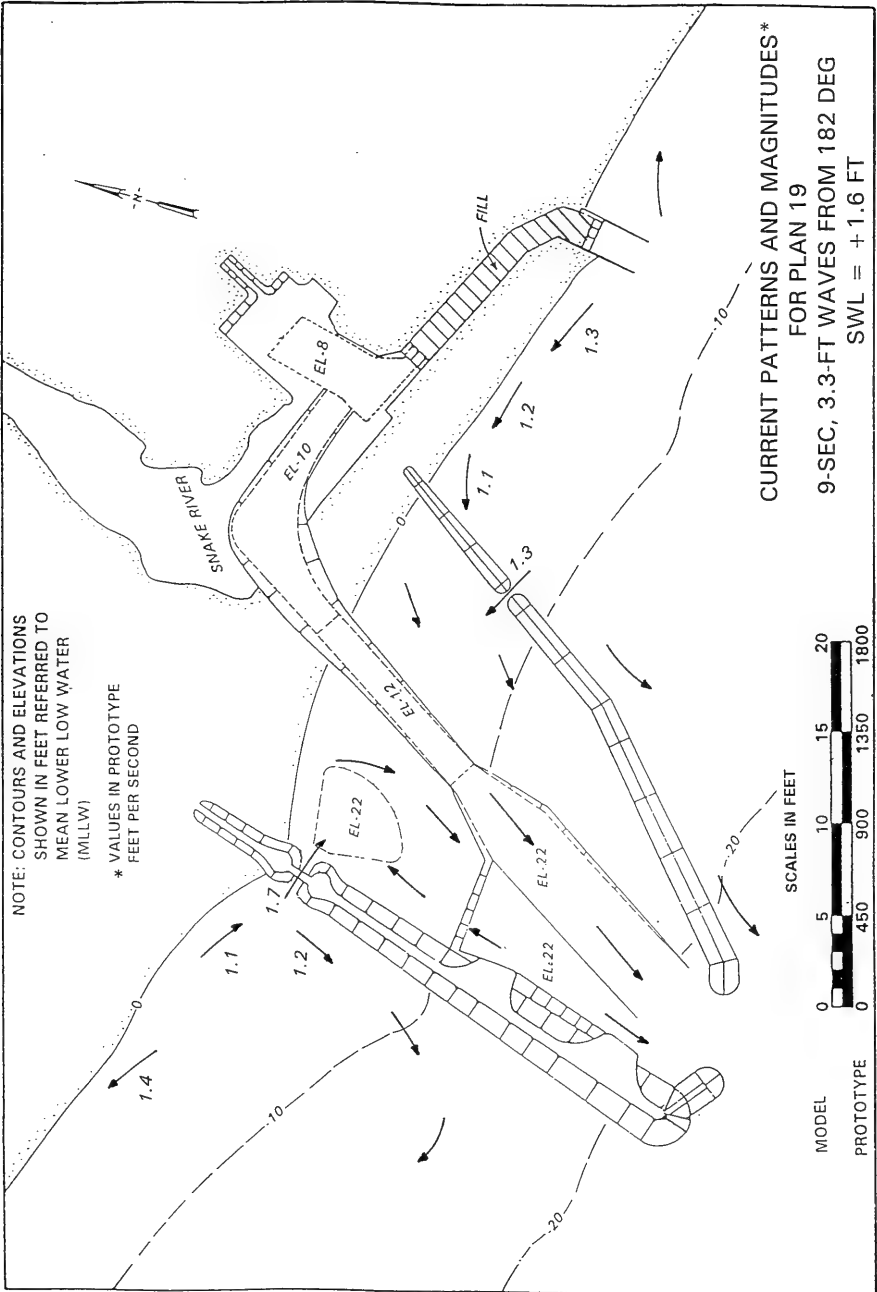 NOTE: CONTOURS AND ELEVATIONS
SHOWN IN FEET REFERRED TO
MEAN LOWER LOW WATER
(MLLW)
* VALUES IN PROTOTYPE
FEET PER SECOND
-N-
SNAKE RIVER
EL-8
EL-10
FILL
EL-12
0
0
EL-22
EL-22
EL-22
1.7
1.1
1.2
1.4
1.3
1.1
1.2
1.3
-10
-10
-20
-20
CURRENT PATTERNS AND MAGNITUDES*
FOR PLAN 19
9-SEC, 3.3-FT WAVES FROM 182 DEG
SWL = +1.6 FT
SCALES IN FEET
MODEL 0 5 10 15 20
PROTOTYPE 0 450 900 1350 1800